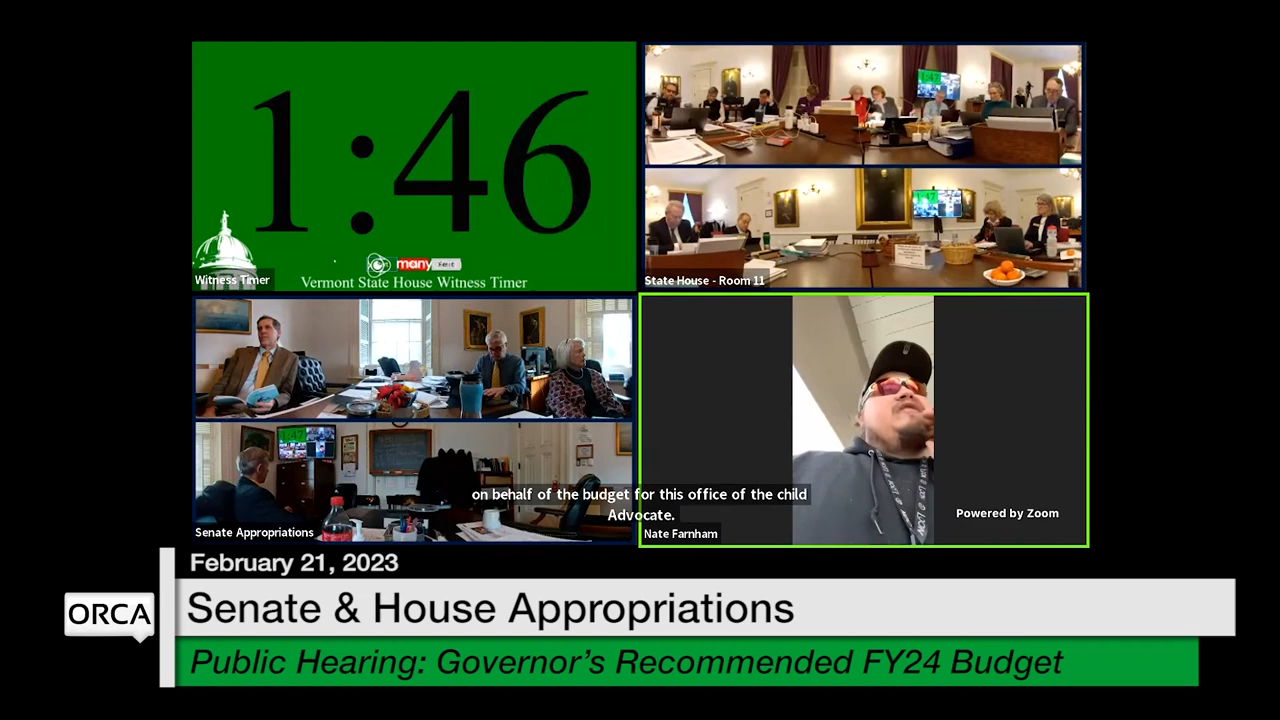 1:46
many
Vermont State House Witness Timer
Witness Timer
State House - Room 11
1:47
Senate Appropriations
on behalf of the budget for this office of the child
Advocate.
Nate Farnham
Powered by Zoom
February 21, 2023
ORCA
Senate & House Appropriations
Public Hearing: Governor's Recommended FY24 Budget